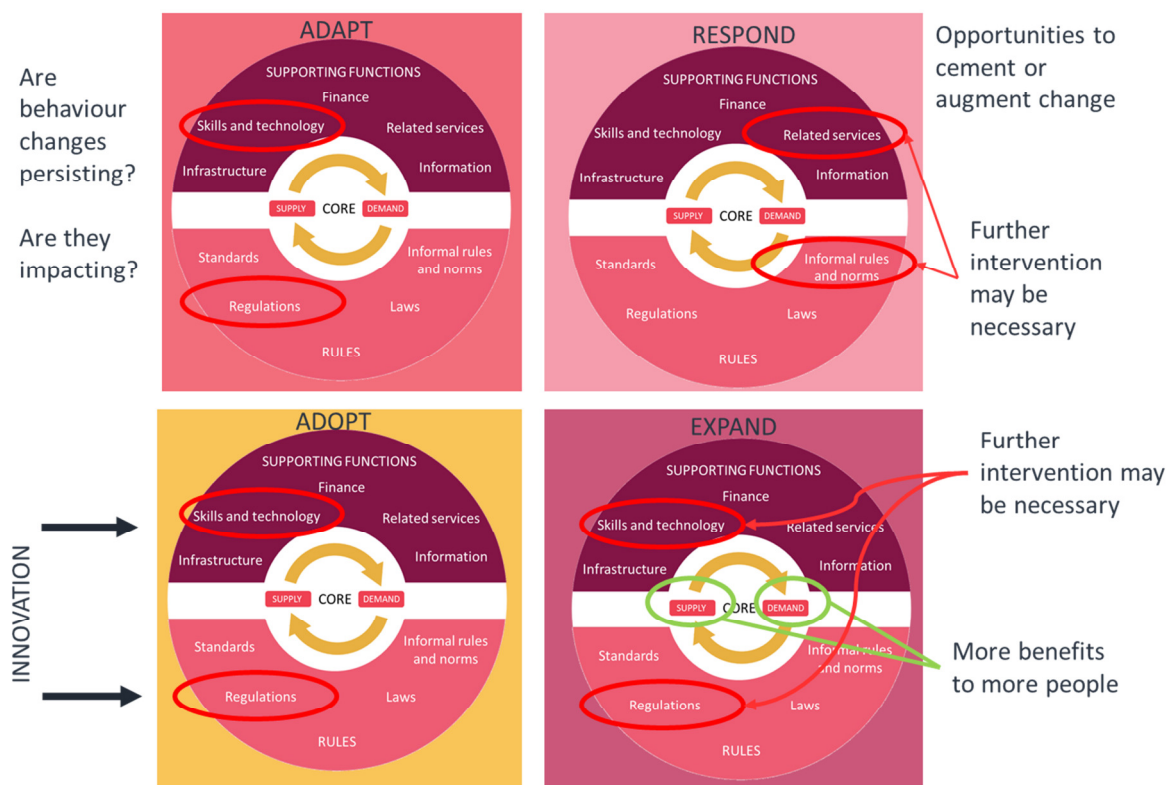 Are
behaviour
changes
persisting?
Are they
impacting?
ADAPT
SUPPORTING FUNCTIONS
Finance
Skills and technology
Related services
Infrastructure
Information
SUPPLY
CORE
DEMAND
Standards
Informal rules
and norms
Regulations
Laws
RULES
RESPOND
SUPPORTING FUNCTIONS
Finance
Skills and technology
Related services
Infrastructure
Information
SUPPLY
CORE
DEMAND
Standards
Informal rules
and norms
Regulations
Laws
RULES
Opportunities to
cement or
augment change
Further
intervention
may be
necessary
INNOVATION
ADOPT
SUPPORTING FUNCTIONS
Finance
Skills and technology
Related services
Infrastructure
Information
SUPPLY
CORE
DEMAND
Standards
Informal rules
and norms
Regulations
Laws
RULES
EXPAND
SUPPORTING FUNCTIONS
Finance
Skills and technology
Related services
Infrastructure
Information
SUPPLY
CORE
DEMAND
Standards
Informal rules
and norms
Regulations
Laws
RULES
Further
intervention may
be necessary
More benefits
to more people